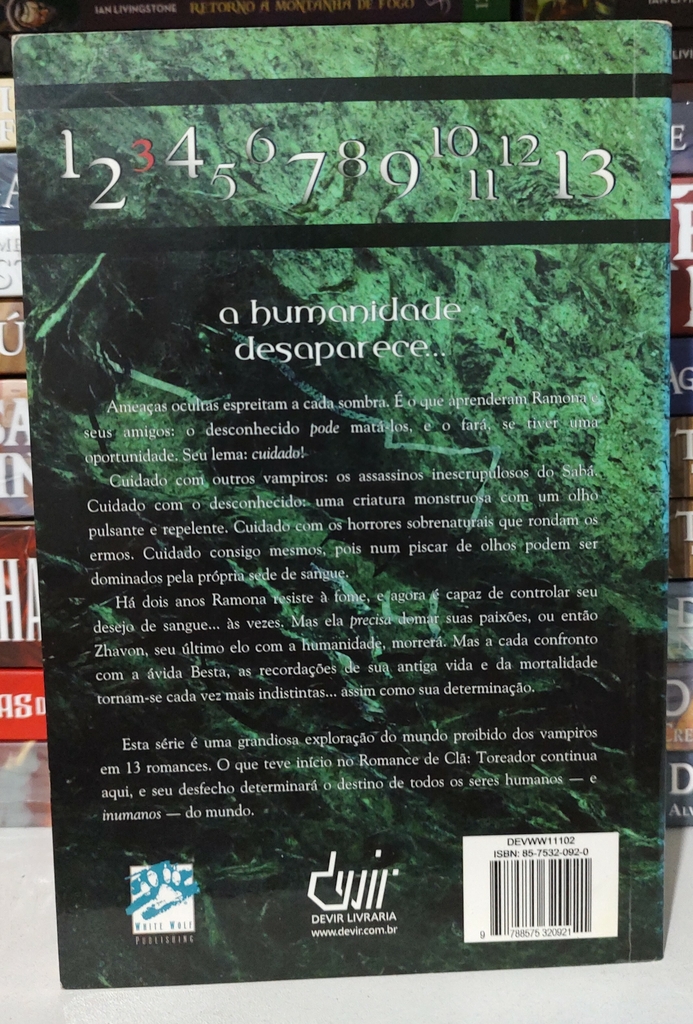 IAN LIVINGSTONE RETORNO À MONTANHA DE FOGO
1 2 3 4 5 6 7 8 9 10 11 12 13
a humanidade
desaparece...
Ameaças ocultas espreitam a cada sombra. É o que aprenderam Ramona e
seus amigos: o desconhecido pode matá-los, e o fará, se tiver uma
oportunidade. Seu lema: cuidado!
Cuidado com outros vampiros: os assassinos inescrupulosos do Sabá.
Cuidado com o desconhecido: uma criatura monstruosa com um olho
pulsante e repelente. Cuidado com os horrores sobrenaturais que rondam os
ermos. Cuidado consigo mesmos, pois num piscar de olhos podem ser
dominados pela própria sede de sangue.
Há dois anos Ramona resiste à fome, e agora é capaz de controlar seu
desejo de sangue... às vezes. Mas ela precisa domar suas paixões, ou então
Zhavon, seu último elo com a humanidade, morrerá. Mas a cada confronto
com a ávida Besta, as recordações de sua antiga vida e da mortalidade
tornam-se cada vez mais indistintas... assim como sua determinação.
Esta série é uma grandiosa exploração do mundo proibido dos vampiros
em 13 romances. O que teve início no Romance de Clã: Toreador continua
aqui, e seu desfecho determinará o destino de todos os seres humanos — e
inumanos — do mundo.
WHITE WOLF
PUBLISHING
devir
DEVIR LIVRARIA
www.devir.com.br
DEVWW11102
ISBN: 85-7532-092-0
9 788575 320921